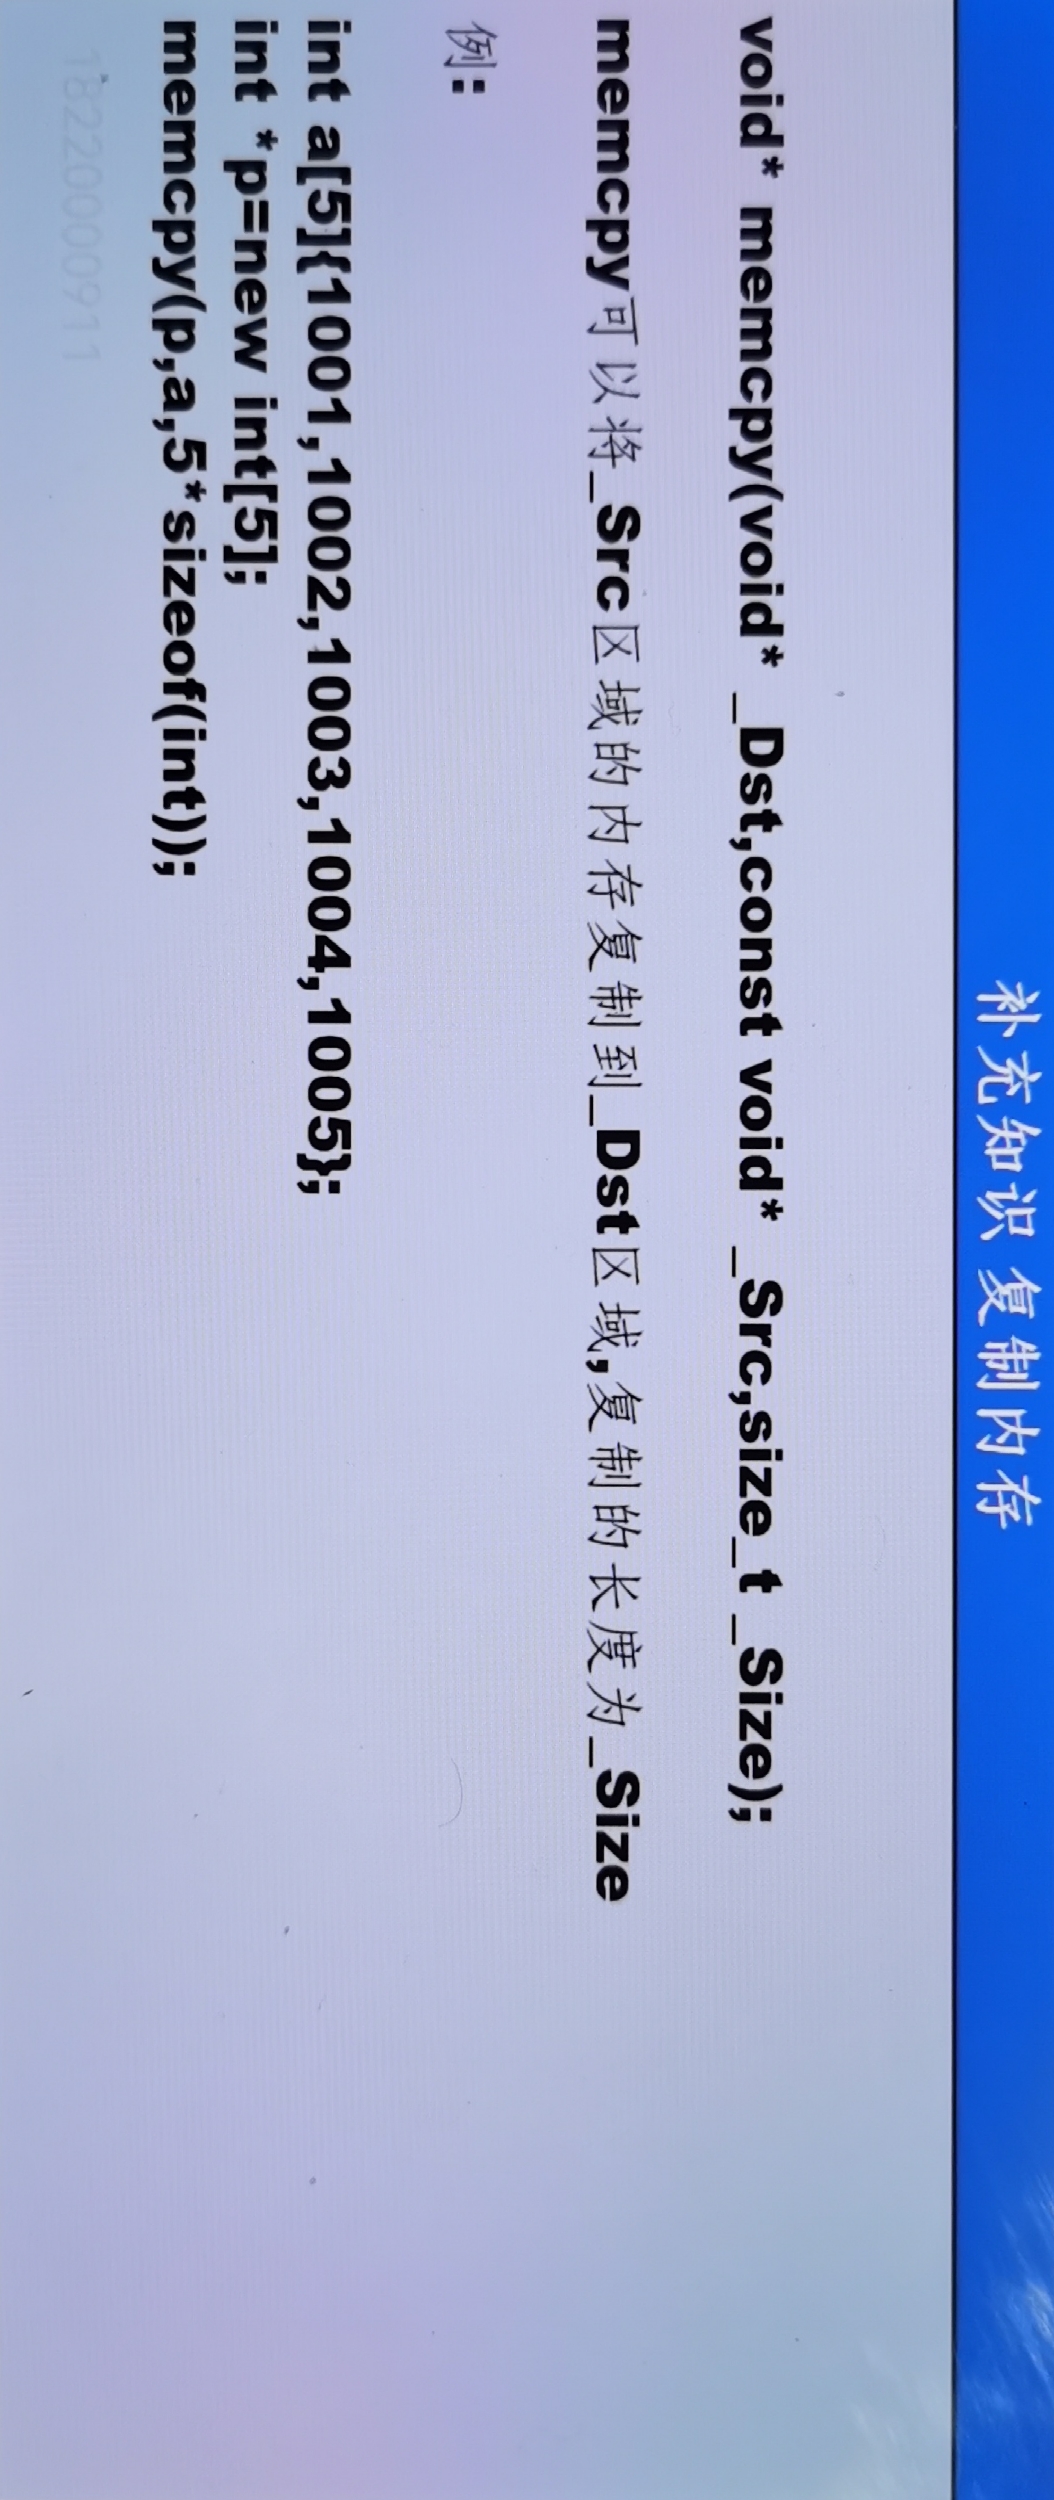 补充知识 复制内存
void* memcpy(void* _Dst,const void* _Src,size_t _Size);
memcpy可以将_Src区域的内存复制到_Dst区域,复制的长度为_Size
例:
int a[5]{1001,1002,1003,1004,1005};
int *p=new int[5];
memcpy(p,a,5*sizeof(int));
18220000911